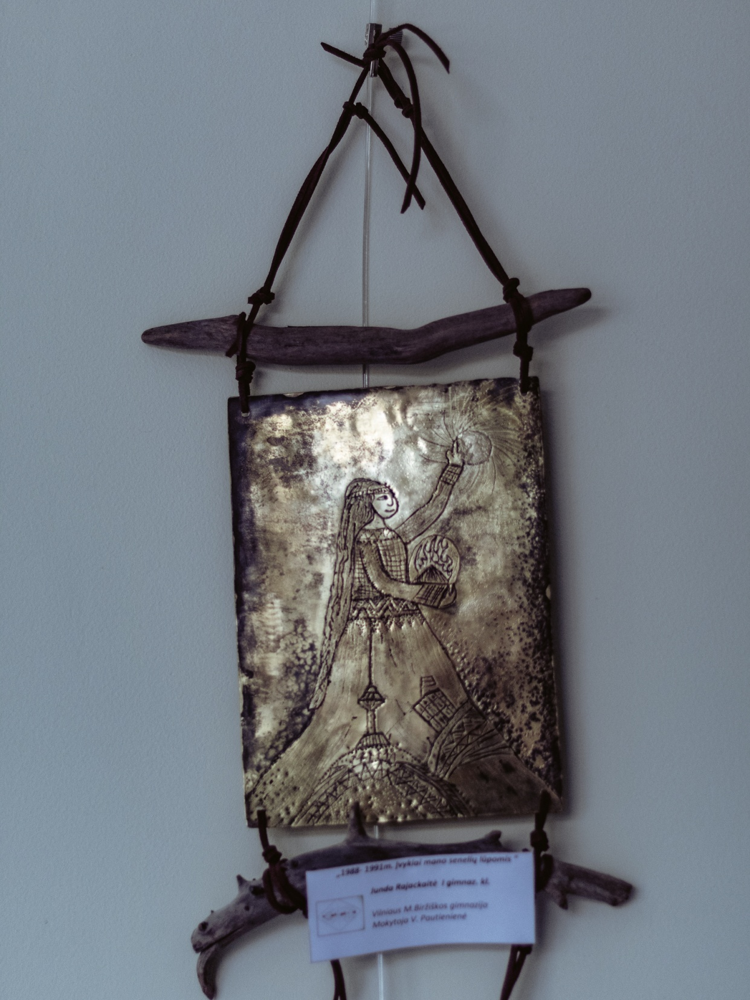 „1988- 1991m. įvykiai mano senelių lūpomis "
Junda Rajackaitė I gimnaz. kl.
Vilniaus M.Biržiškos gimnazija
Mokytoja V. Pautienienė